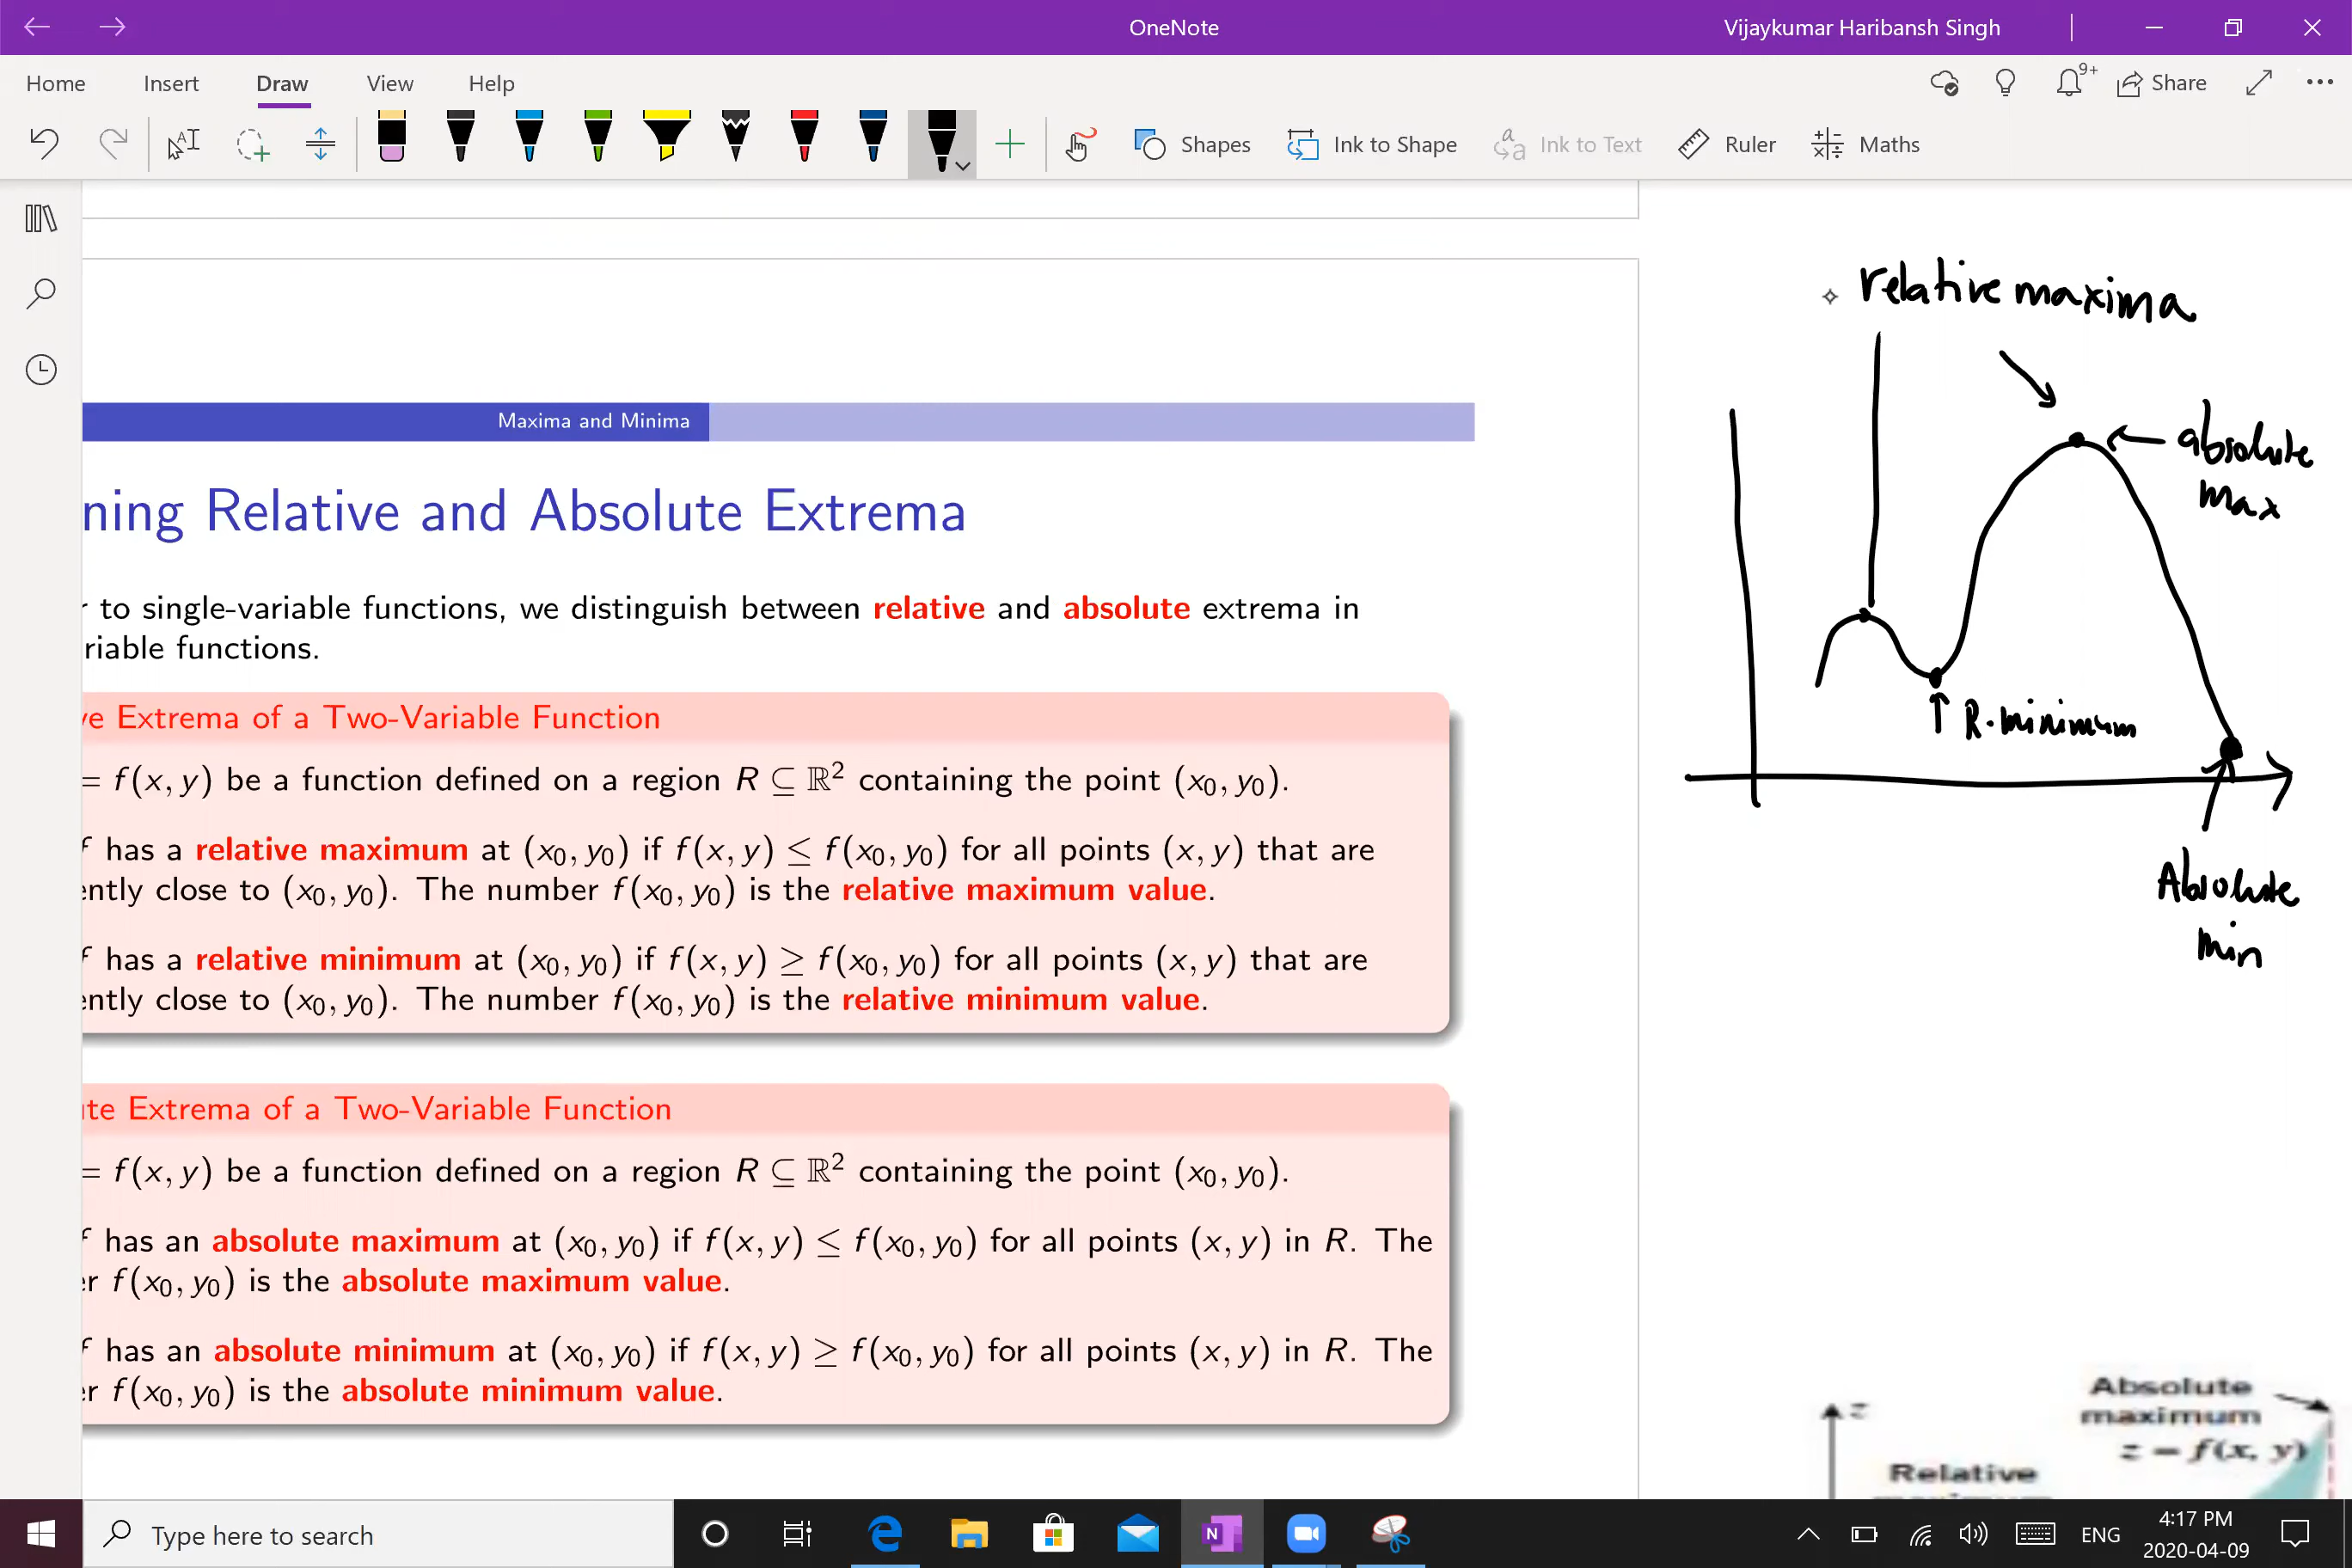 OneNote
Vijaykumar Haribansh Singh
Home Insert Draw View Help
9+
Share
Shapes Ink to Shape Ink to Text Ruler Maths
Maxima and Minima
ning Relative and Absolute Extrema
r to single-variable functions, we distinguish between relative and absolute extrema in
riable functions.
ve Extrema of a Two-Variable Function
= f(x, y) be a function defined on a region R ⊆ ℝ² containing the point (x₀, y₀).
f has a relative maximum at (x₀, y₀) if f(x, y) ≤ f(x₀, y₀) for all points (x, y) that are
ently close to (x₀, y₀). The number f(x₀, y₀) is the relative maximum value.
f has a relative minimum at (x₀, y₀) if f(x, y) ≥ f(x₀, y₀) for all points (x, y) that are
ently close to (x₀, y₀). The number f(x₀, y₀) is the relative minimum value.
ute Extrema of a Two-Variable Function
= f(x, y) be a function defined on a region R ⊆ ℝ² containing the point (x₀, y₀).
f has an absolute maximum at (x₀, y₀) if f(x, y) ≤ f(x₀, y₀) for all points (x, y) in R. The
er f(x₀, y₀) is the absolute maximum value.
f has an absolute minimum at (x₀, y₀) if f(x, y) ≥ f(x₀, y₀) for all points (x, y) in R. The
er f(x₀, y₀) is the absolute minimum value.
relative maxima
absolute
max
R. minimum
Absolute
min
Absolute
maximum
z
z = f(x, y)
Relative
Type here to search
ENG
4:17 PM
2020-04-09